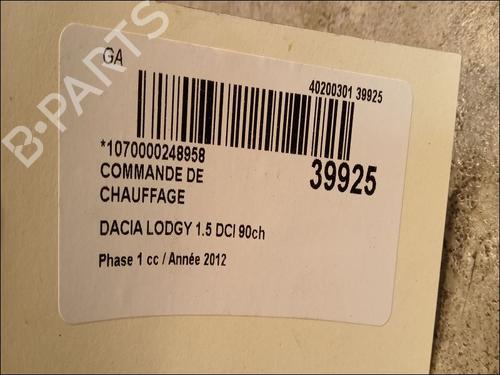 B-PARTS
GA
40200301 39925
*1070000248958
39925
COMMANDE DE
CHAUFFAGE
DACIA LODGY 1.5 DCI 90ch
Phase 1 cc / Année 2012